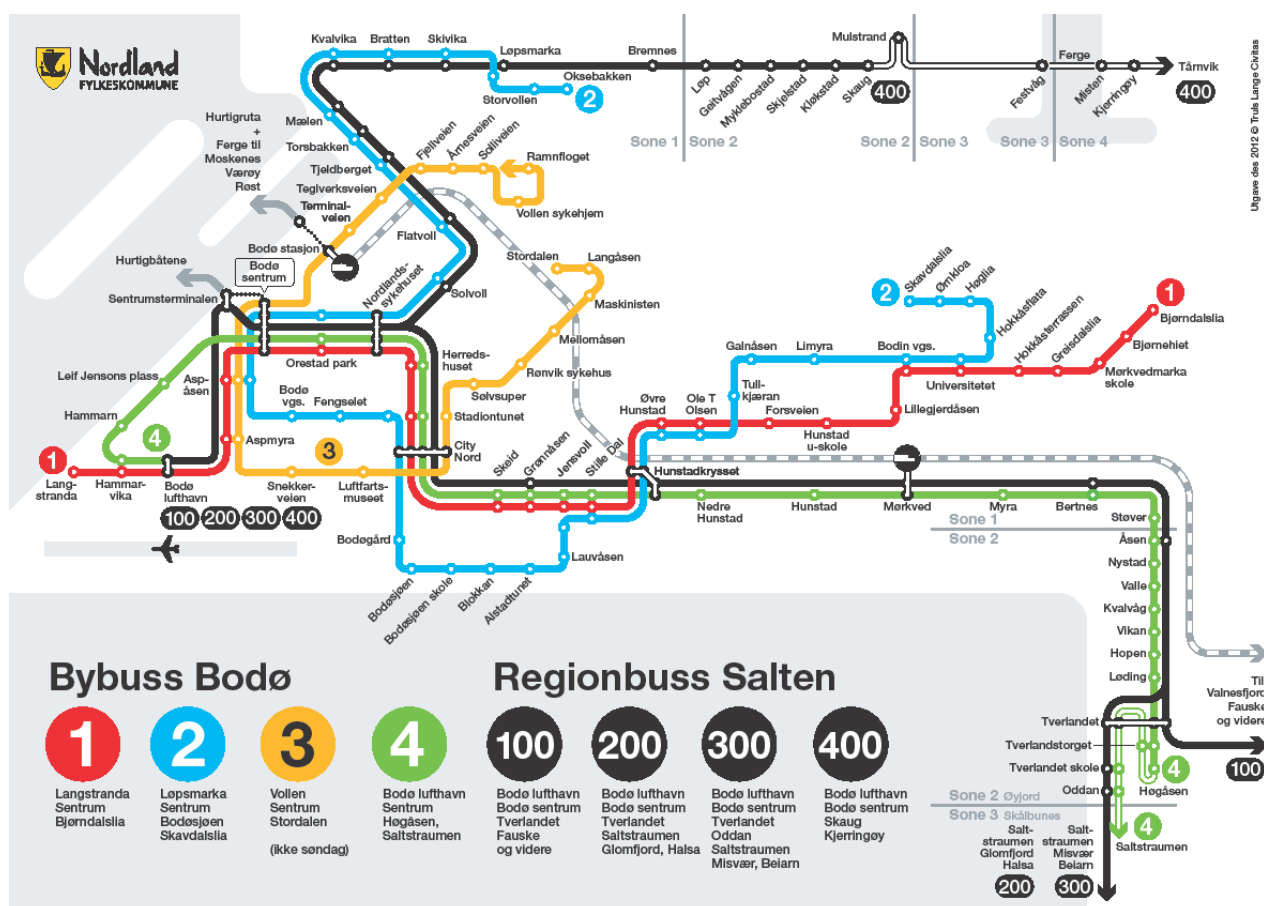 Nordland
FYLKESKOMMUNE
Kvalvika
Bratten
Skivika
Løpsmarka
Bremnes
Mulstrand
Ferge
Tårnvik
400
Oksebakken
Storvollen
2
Løp
Geitvågen
Myklebostad
Skjelstad
Kløkstad
Skaug
400
Festvåg
Misten
Kjerringøy
Sone 1
Sone 2
Sone 2
Sone 3
Sone 3
Sone 4
Utgave des 2012 © Truls Lange Civitas
Hurtigruta
+
Ferge til
Moskenes
Værøy
Røst
Mælen
Torsbakken
Tjeldberget
Teglverksveien
Terminal-
veien
Fjellveien
Årnesveien
Solliveien
Ramnfloget
Vollen sykehjem
Flatvoll
Bodø stasjon
Hurtigbåtene
Bodø
sentrum
Sentrumsterminalen
Nordlands-
sykehuset
Solvoll
Stordalen
Langåsen
Maskinisten
Mellomåsen
Rønvik sykehus
Sølvsuper
Stadiontunet
Herreds-
huset
Orestad park
Leif Jensons plass
Asp-
åsen
Hammarn
4
1
Lang-
stranda
Hammar-
vika
Bodø
lufthavn
100
200
300
400
Aspmyra
Bodø
vgs.
Fengselet
3
Snekker-
veien
Luftfarts-
museet
City
Nord
Bodøgård
Bodøsjøen
Bodøsjøen skole
Blokkan
Alstadtunet
Lauvåsen
Skeid
Grønnåsen
Jensvoll
Stille Dal
Øvre
Hunstad
Ole T
Olsen
Tull-
kjæran
Galnåsen
Limyra
Bodin vgs.
2
Skavdalslia
Ørnkloa
Høglia
Hokkåsflata
Hokkåsterrassen
Greisdalslia
1
Bjørndalslia
Bjørnehiet
Mørkvedmarka
skole
Universitetet
Lillegjerdåsen
Forsveien
Hunstad
u-skole
Hunstadkrysset
Nedre
Hunstad
Hunstad
Mørkved
Myra
Bertnes
Sone 1
Sone 2
Støver
Åsen
Nystad
Valle
Kvalvåg
Vikan
Hopen
Løding
Til
Valnesfjord
Fauske
og videre
100
Tverlandet
Tverlandstorget
Tverlandet skole
Oddan
4
Høgåsen
Sone 2 Øyjord
Sone 3 Skålbunes
4
Saltstraumen
Salt-
straumen
Glomfjord
Halsa
200
Salt-
straumen
Misvær
Beiarn
300
Bybuss Bodø
1
Langstranda
Sentrum
Bjørndalslia
2
Løpsmarka
Sentrum
Bodøsjøen
Skavdalslia
3
Vollen
Sentrum
Stordalen
(ikke søndag)
4
Bodø lufthavn
Sentrum
Høgåsen,
Saltstraumen
Regionbuss Salten
100
Bodø lufthavn
Bodø sentrum
Tverlandet
Fauske
og videre
200
Bodø lufthavn
Bodø sentrum
Tverlandet
Saltstraumen
Glomfjord, Halsa
300
Bodø lufthavn
Bodø sentrum
Tverlandet
Oddan
Saltstraumen
Misvær, Beiarn
400
Bodø lufthavn
Bodø sentrum
Skaug
Kjerringøy